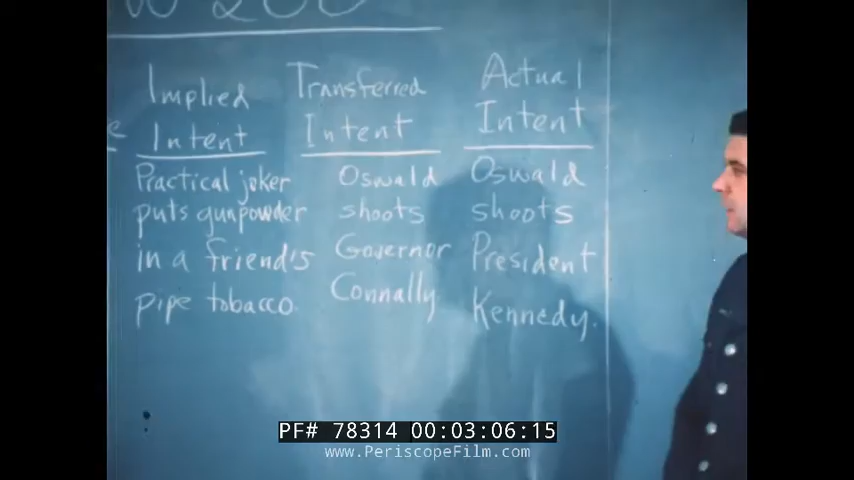 Implied
Intent
Practical joker
puts gunpowder
in a friend's
pipe tobacco.
Transferred
Intent
Oswald
shoots
Governor
Connally
Actual
Intent
Oswald
shoots
President
Kennedy.
PF# 78314 00:03:06:15
www.PeriscopeFilm.com